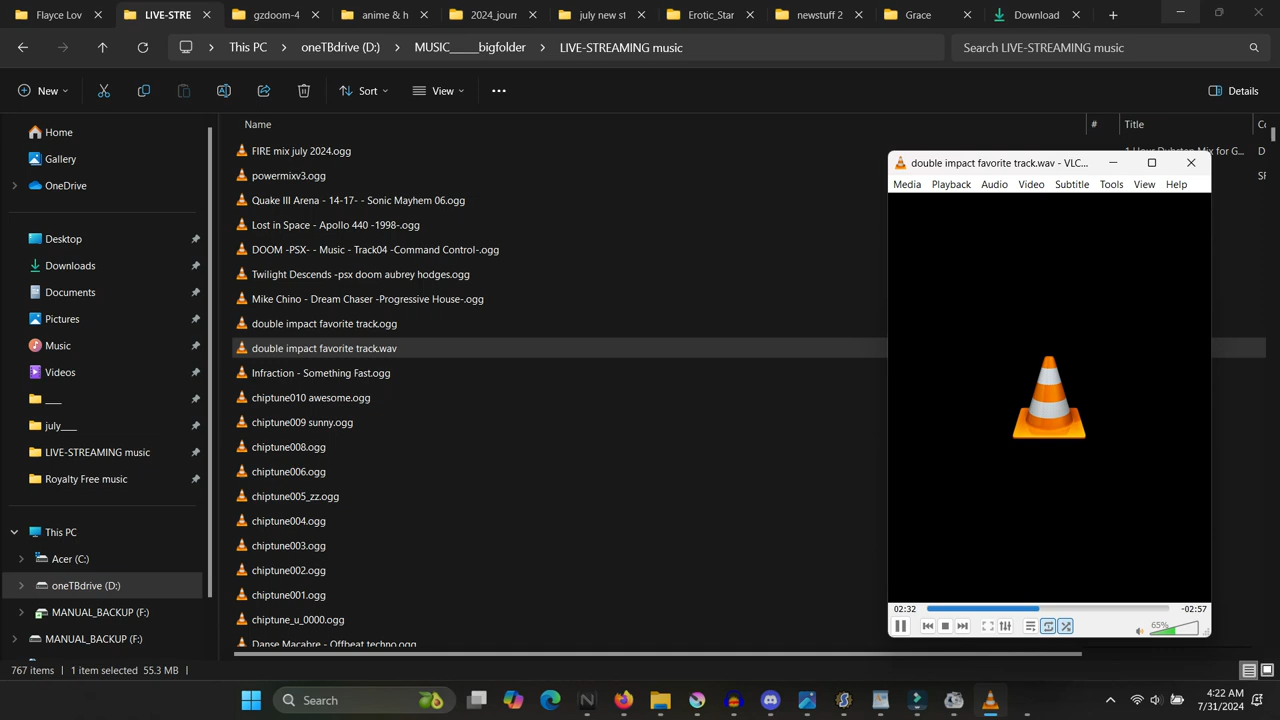 Flayce Lov
LIVE-STRE
gzdoom-4
anime & h
2024_journ
july new st
Erotic_Stan
newstuff 2
Grace
Download
This PC > oneTBdrive (D:) > MUSIC_____bigfolder > LIVE-STREAMING music
Search LIVE-STREAMING music
New
Sort
View
Details
Name
#
Title
Home
Gallery
OneDrive
Desktop
Downloads
Documents
Pictures
Music
Videos
____
july____
LIVE-STREAMING music
Royalty Free music
This PC
Acer (C:)
oneTBdrive (D:)
MANUAL_BACKUP (F:)
MANUAL_BACKUP (F:)
FIRE mix july 2024.ogg
powermixv3.ogg
Quake III Arena - 14-17- - Sonic Mayhem 06.ogg
Lost in Space - Apollo 440 -1998-.ogg
DOOM -PSX- - Music - Track04 -Command Control-.ogg
Twilight Descends -psx doom aubrey hodges.ogg
Mike Chino - Dream Chaser -Progressive House-.ogg
double impact favorite track.ogg
double impact favorite track.wav
Infraction - Something Fast.ogg
chiptune010 awesome.ogg
chiptune009 sunny.ogg
chiptune008.ogg
chiptune006.ogg
chiptune005_zz.ogg
chiptune004.ogg
chiptune003.ogg
chiptune002.ogg
chiptune001.ogg
chiptune_u_0000.ogg
Danse Macabre - Offbeat techno.ogg
double impact favorite track.wav - VLC...
Media Playback Audio Video Subtitle Tools View Help
02:32
-02:57
65%
767 items
1 item selected 55.3 MB
Search
4:22 AM
7/31/2024